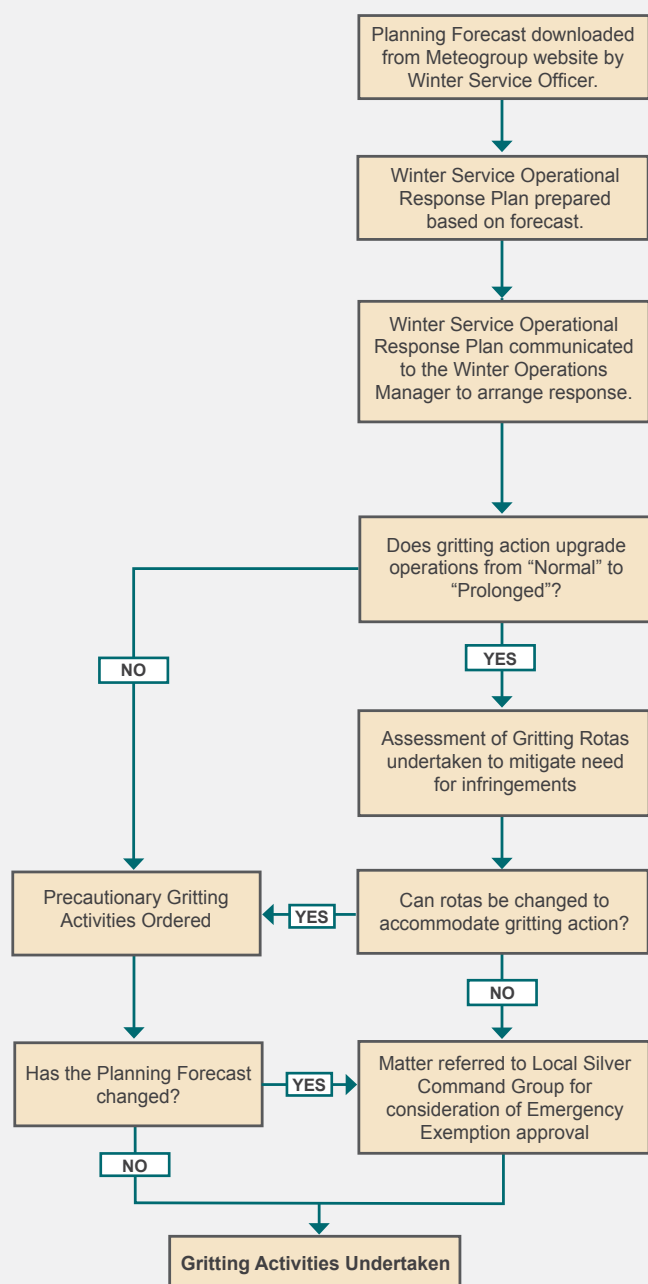 Planning Forecast downloaded
from Meteogroup website by
Winter Service Officer.
Winter Service Operational
Response Plan prepared
based on forecast.
Winter Service Operational
Response Plan communicated
to the Winter Operations
Manager to arrange response.
Does gritting action upgrade
operations from “Normal” to
“Prolonged”?
NO
YES
Assessment of Gritting Rotas
undertaken to mitigate need
for infringements
Precautionary Gritting
Activities Ordered
YES
Can rotas be changed to
accommodate gritting action?
NO
Has the Planning Forecast
changed?
YES
Matter referred to Local Silver
Command Group for
consideration of Emergency
Exemption approval
NO
Gritting Activities Undertaken